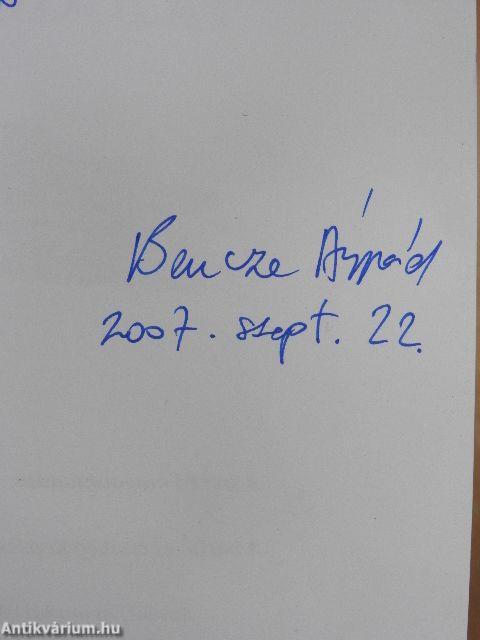 Bencze Árpád
2007. szept. 22.
Antikvárium.hu